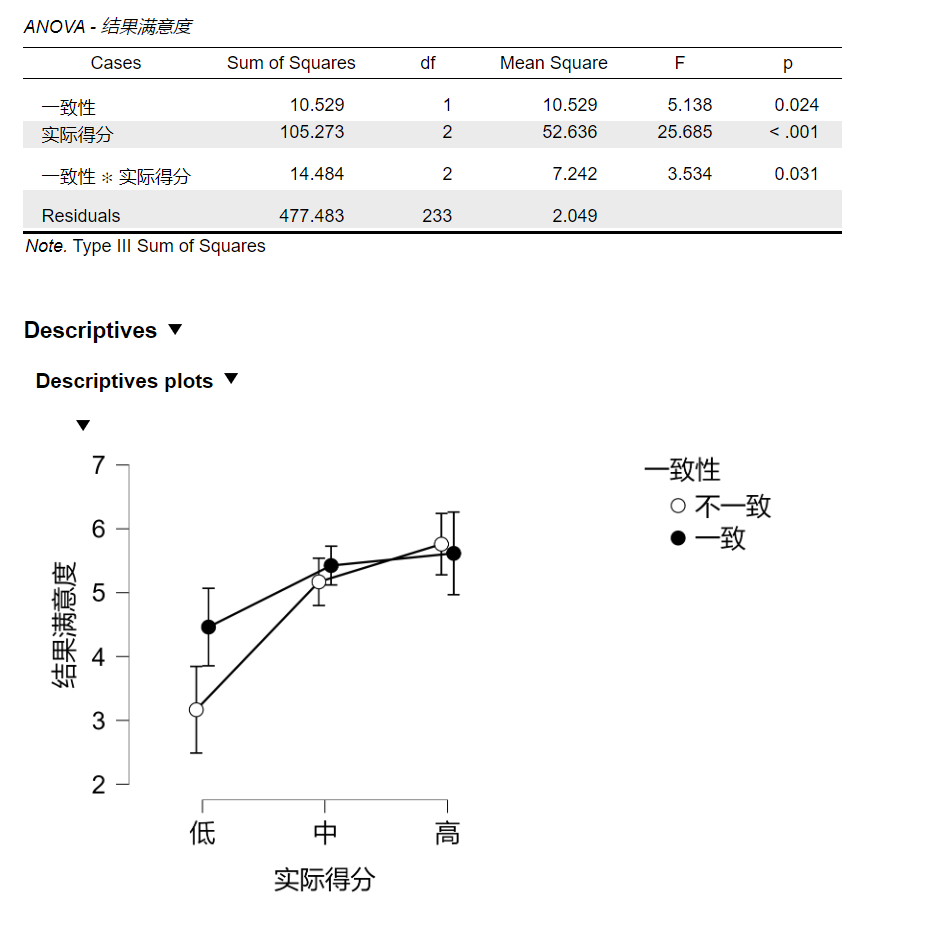 ANOVA - 结果满意度
Cases Sum of Squares df Mean Square F p
一致性 10.529 1 10.529 5.138 0.024
实际得分 105.273 2 52.636 25.685 < .001
一致性 ✻ 实际得分 14.484 2 7.242 3.534 0.031
Residuals 477.483 233 2.049
Note. Type III Sum of Squares
Descriptives ▼
Descriptives plots ▼
▼
7
6
5
4
3
2
结果满意度
低 中 高
实际得分
一致性
不一致
一致